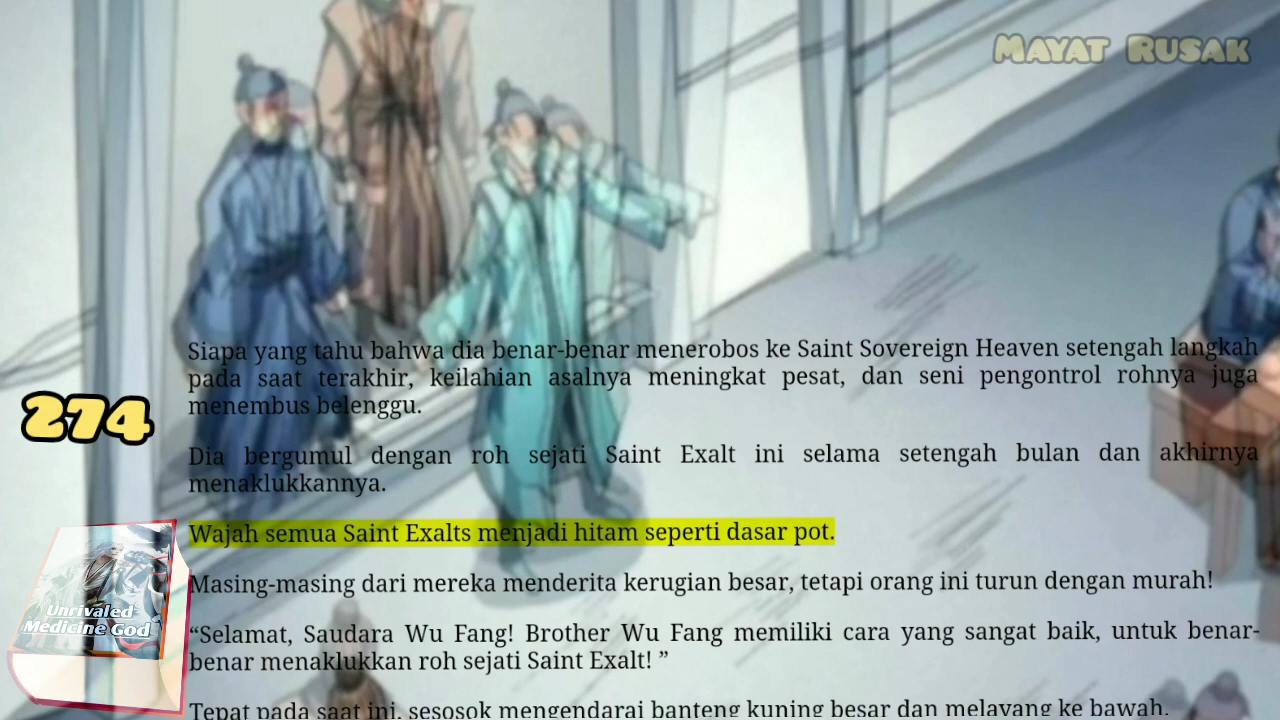 Mayat Rusak
Siapa yang tahu bahwa dia benar-benar menerobos ke Saint Sovereign Heaven setengah langkah
pada saat terakhir, keilahian asalnya meningkat pesat, dan seni pengontrol rohnya juga
menembus belenggu.
274
Dia bergumul dengan roh sejati Saint Exalt ini selama setengah bulan dan akhirnya
menaklukkannya.
Wajah semua Saint Exalts menjadi hitam seperti dasar pot.
Masing-masing dari mereka menderita kerugian besar, tetapi orang ini turun dengan murah!
Unrivaled
Medicine God
“Selamat, Saudara Wu Fang! Brother Wu Fang memiliki cara yang sangat baik, untuk benar-
benar menaklukkan roh sejati Saint Exalt! ”
Tepat pada saat ini, sesosok mengendarai banteng kuning besar dan melayang ke bawah.